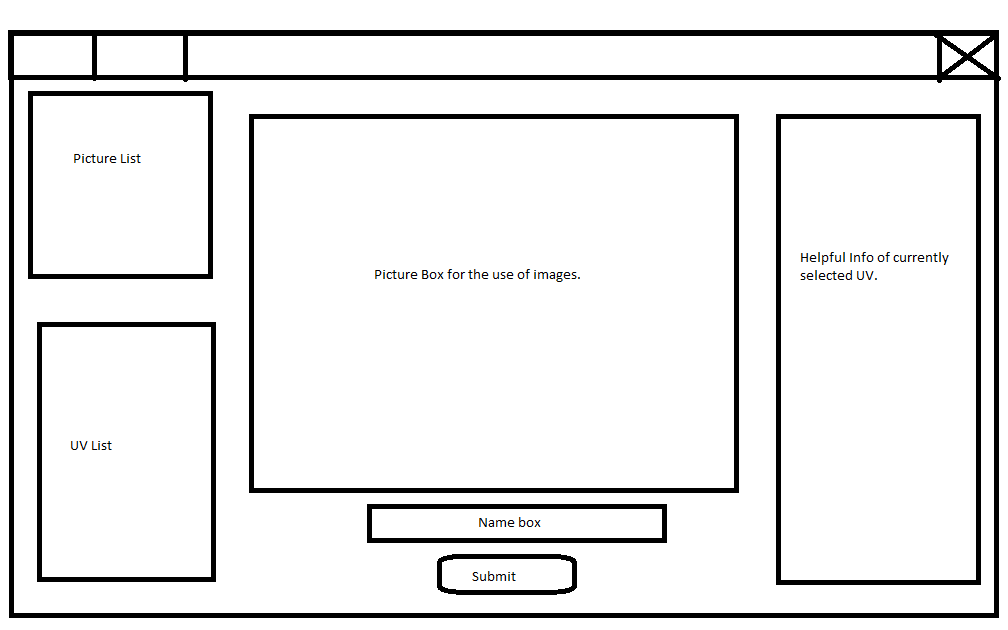 Picture List
Picture Box for the use of images.
Helpful Info of currently
selected UV.
UV List
Name box
Submit